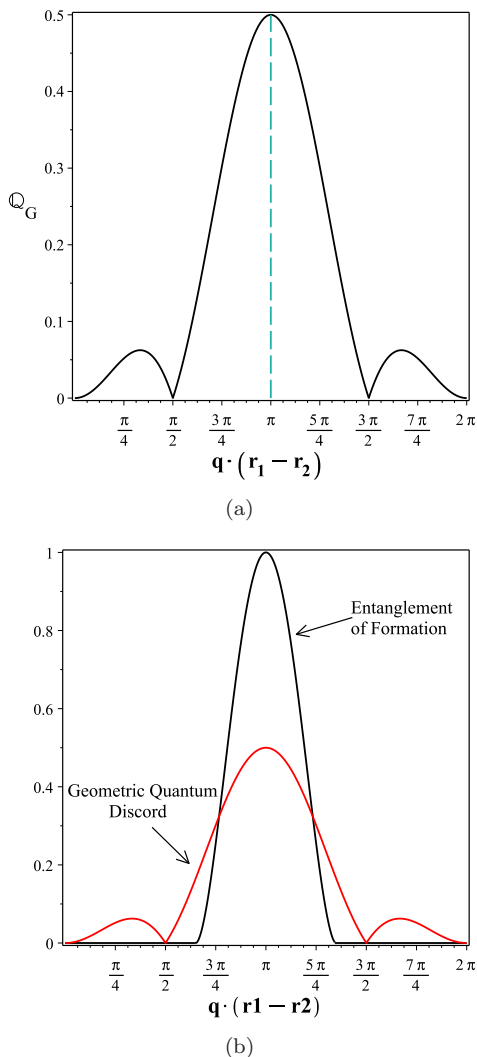 0.5
0.4
0.3
ℚ_G
0.2
0.1
0
π/4 π/2 3π/4 π 5π/4 3π/2 7π/4 2π
q·(r₁ − r₂)
(a)
1
Entanglement
of Formation
0.8
0.6
0.4
Geometric Quantum
Discord
0.2
0
π/4 π/2 3π/4 π 5π/4 3π/2 7π/4 2π
q·(r1 − r2)
(b)